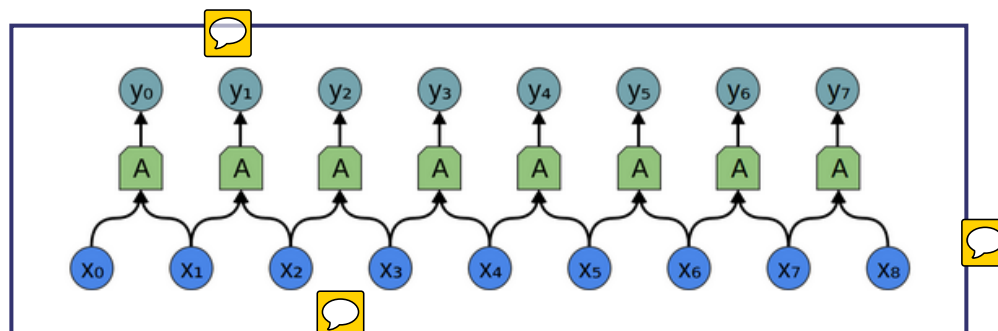 y₀ y₁ y₂ y₃ y₄ y₅ y₆ y₇
A A A A A A A A
x₀ x₁ x₂ x₃ x₄ x₅ x₆ x₇ x₈